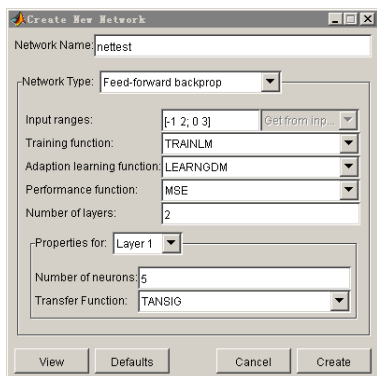 Create New Network
Network Name: nettest
Network Type: Feed-forward backprop
Input ranges: [-1 2; 0 3] Get from inp...
Training function: TRAINLM
Adaption learning function: LEARNGDM
Performance function: MSE
Number of layers: 2
Properties for: Layer 1
Number of neurons: 5
Transfer Function: TANSIG
View Defaults Cancel Create